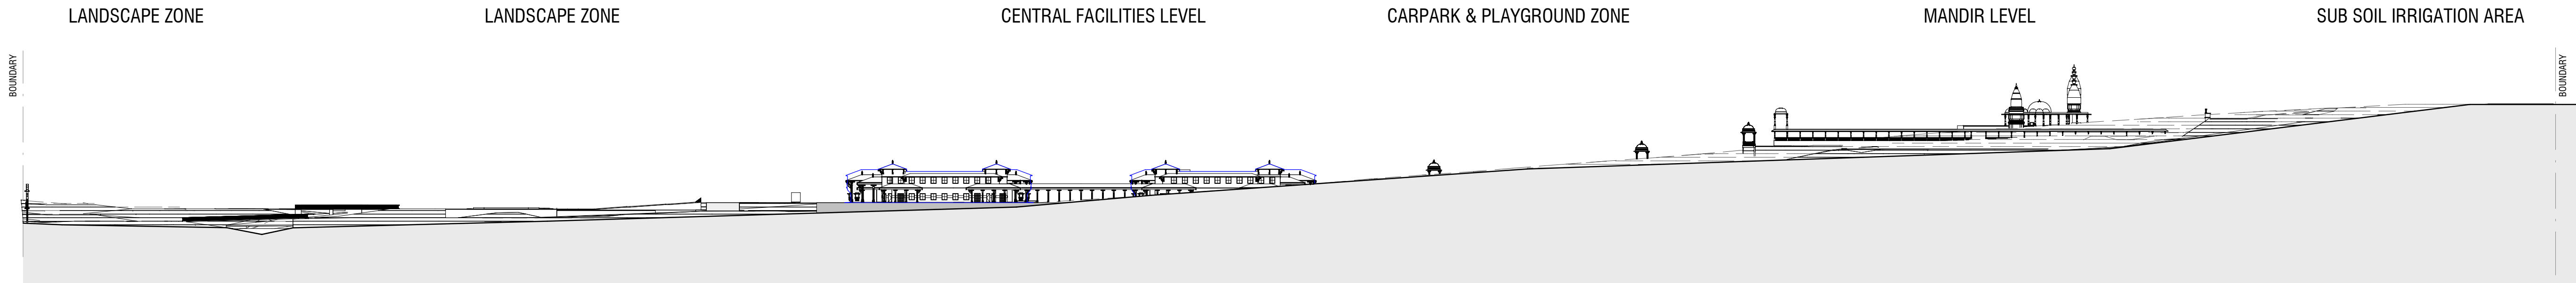 LANDSCAPE ZONE
LANDSCAPE ZONE
CENTRAL FACILITIES LEVEL
CARPARK & PLAYGROUND ZONE
MANDIR LEVEL
SUB SOIL IRRIGATION AREA
BOUNDARY
BOUNDARY